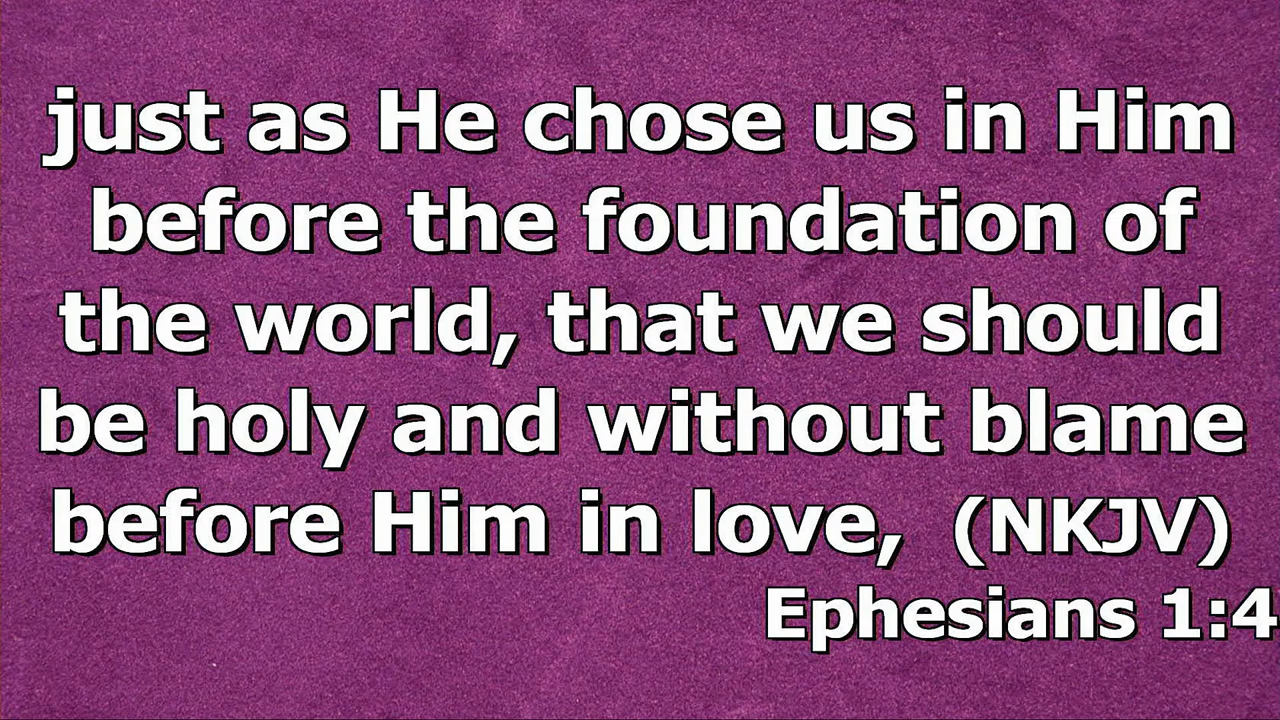 just as He chose us in Him
before the foundation of
the world, that we should
be holy and without blame
before Him in love,  (NKJV)
Ephesians 1:4